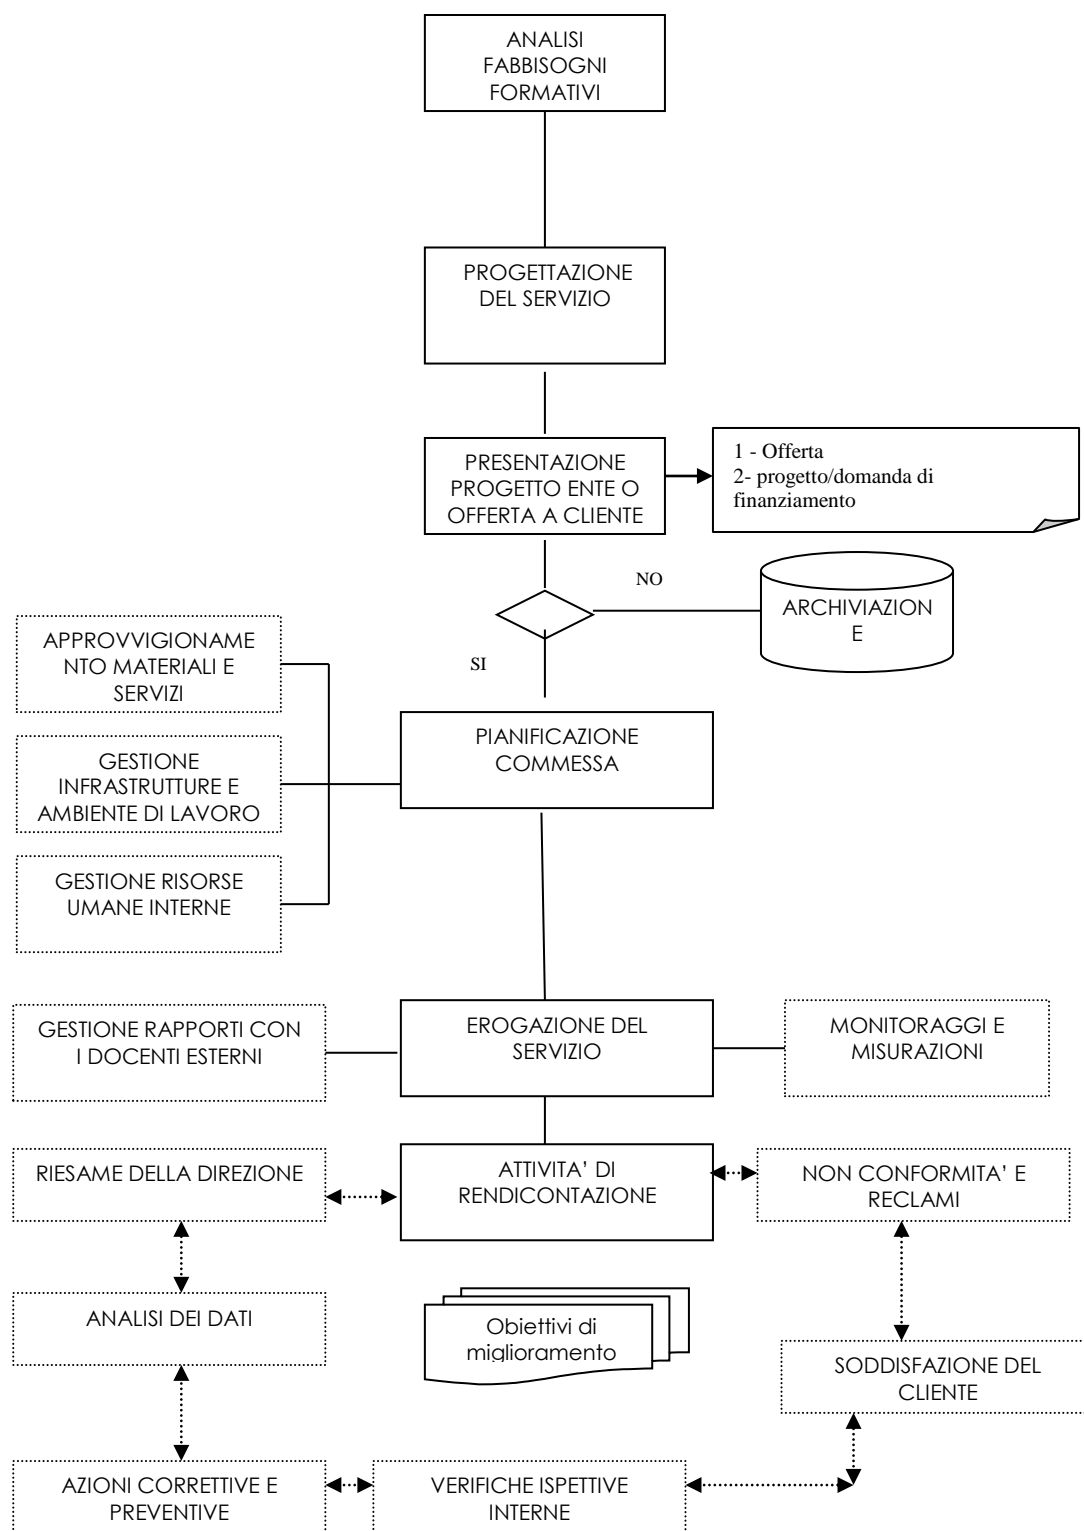 ANALISI
FABBISOGNI
FORMATIVI
PROGETTAZIONE
DEL SERVIZIO
PRESENTAZIONE
PROGETTO ENTE O
OFFERTA A CLIENTE
1 - Offerta
2- progetto/domanda di
finanziamento
NO
ARCHIVIAZION
E
SI
APPROVVIGIONAME
NTO MATERIALI E
SERVIZI
PIANIFICAZIONE
COMMESSA
GESTIONE
INFRASTRUTTURE E
AMBIENTE DI LAVORO
GESTIONE RISORSE
UMANE INTERNE
GESTIONE RAPPORTI CON
I DOCENTI ESTERNI
EROGAZIONE DEL
SERVIZIO
MONITORAGGI E
MISURAZIONI
RIESAME DELLA DIREZIONE
ATTIVITA’ DI
RENDICONTAZIONE
NON CONFORMITA’ E
RECLAMI
ANALISI DEI DATI
Obiettivi di
miglioramento
SODDISFAZIONE DEL
CLIENTE
AZIONI CORRETTIVE E
PREVENTIVE
VERIFICHE ISPETTIVE
INTERNE